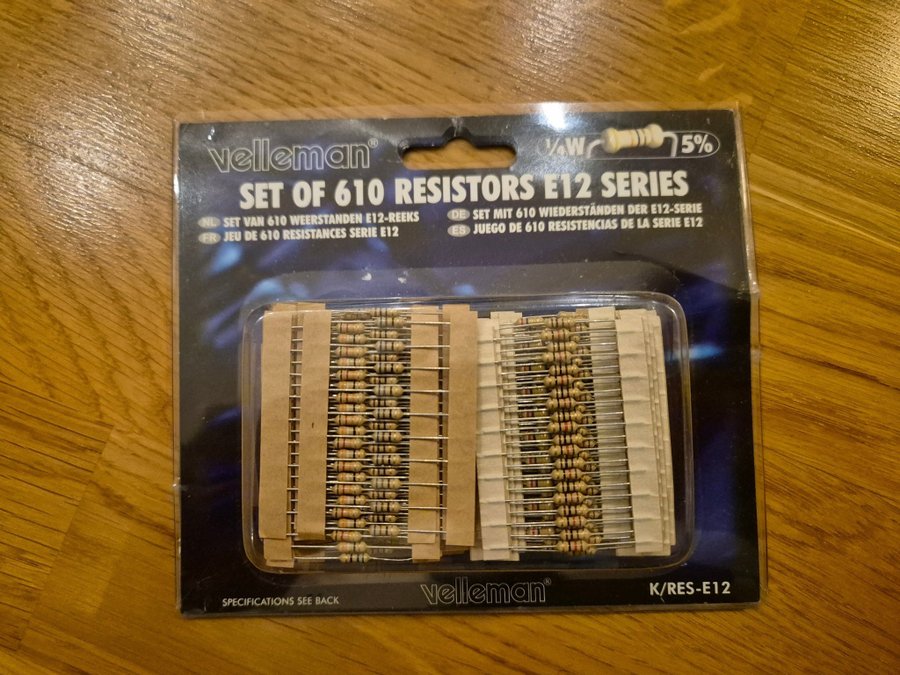 velleman®
¼W 5%
SET OF 610 RESISTORS E12 SERIES
NL SET VAN 610 WEERSTANDEN E12-REEKS
FR JEU DE 610 RESISTANCES SERIE E12
DE SET MIT 610 WIEDERSTÄNDEN DER E12-SERIE
ES JUEGO DE 610 RESISTENCIAS DE LA SERIE E12
SPECIFICATIONS SEE BACK
velleman®
K/RES-E12